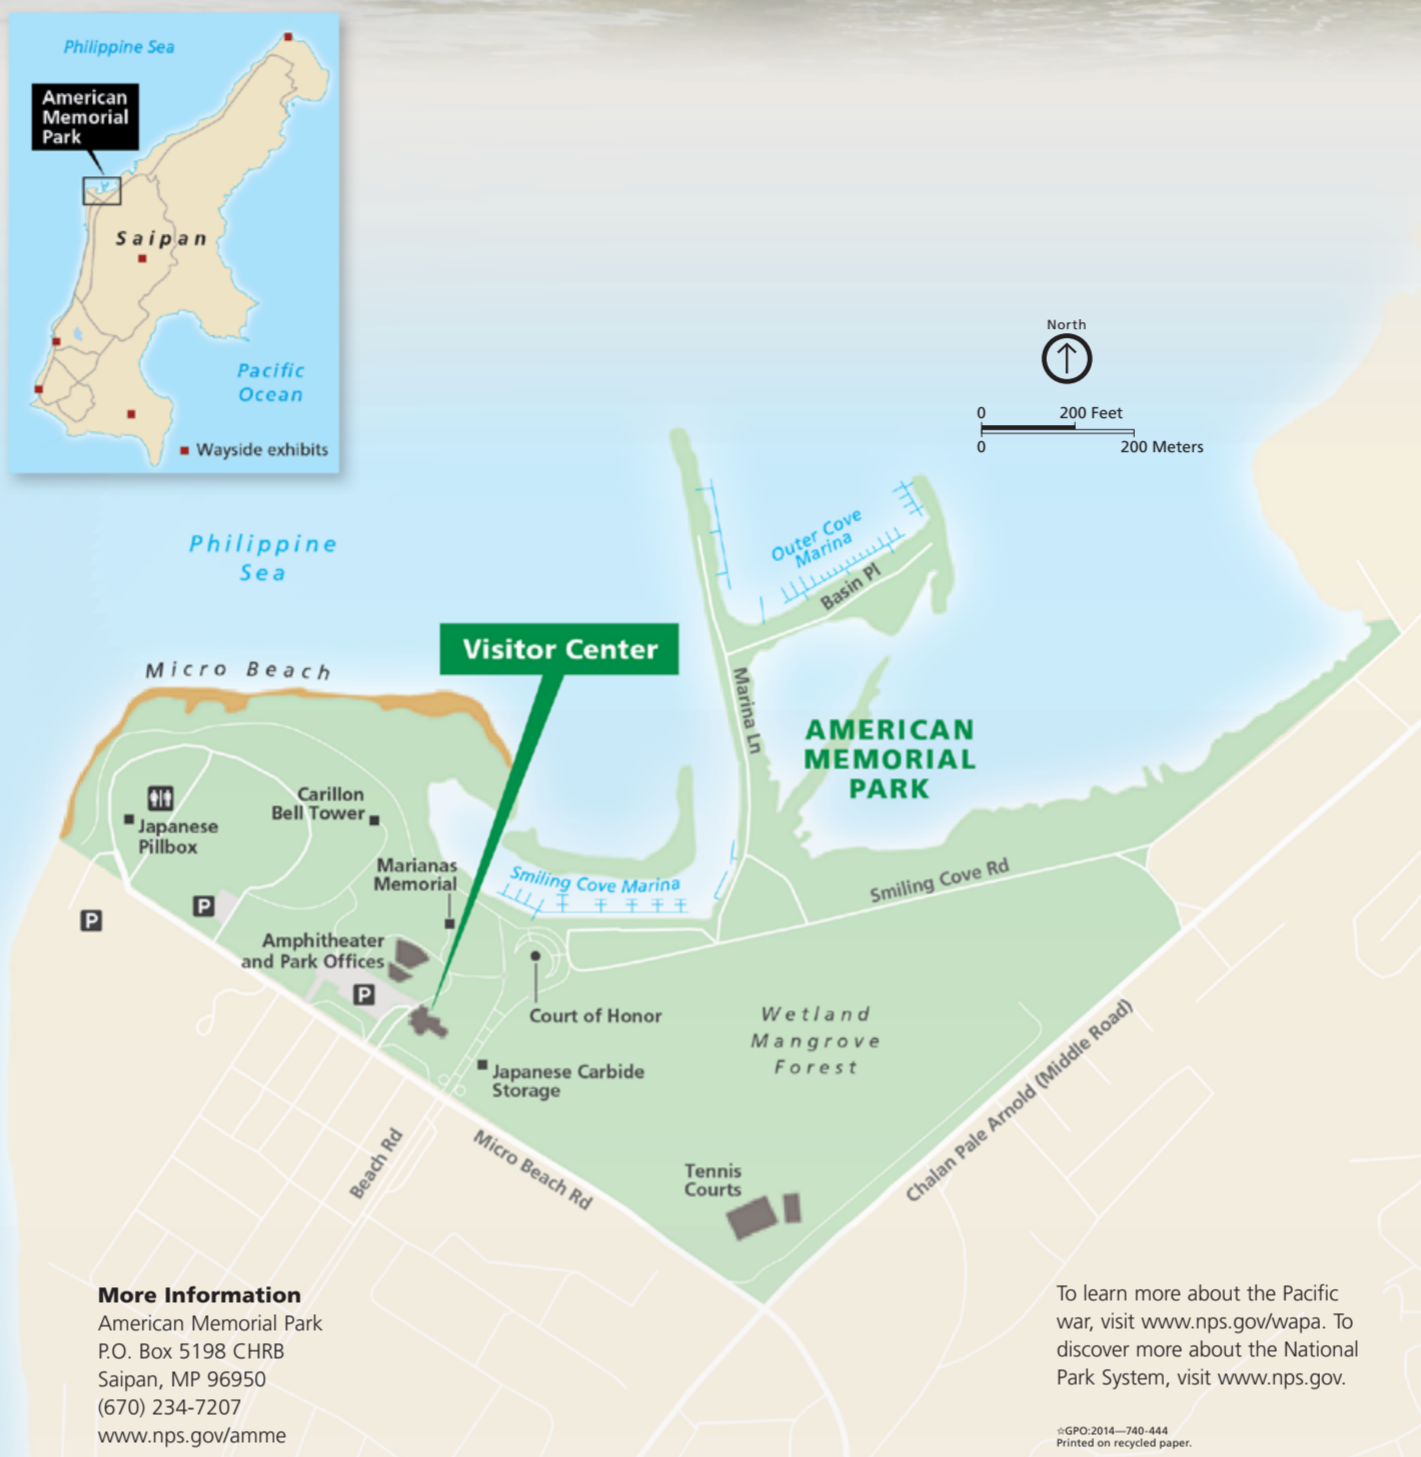 Philippine Sea
American
Memorial
Park
Saipan
Pacific
Ocean
Wayside exhibits
North
0 200 Feet
0 200 Meters
Philippine
Sea
Outer Cove
Marina
Basin Pl
Visitor Center
Micro Beach
Marina Ln
AMERICAN
MEMORIAL
PARK
Carillon
Bell Tower
Japanese
Pillbox
Marianas
Memorial
Smiling Cove Marina
Smiling Cove Rd
P
P
Amphitheater
and Park Offices
P
Court of Honor
Wetland
Mangrove
Forest
Japanese Carbide
Storage
Chalan Pale Arnold (Middle Road)
Beach Rd
Micro Beach Rd
Tennis
Courts
More Information
American Memorial Park
P.O. Box 5198 CHRB
Saipan, MP 96950
(670) 234-7207
www.nps.gov/amme
To learn more about the Pacific
war, visit www.nps.gov/wapa. To
discover more about the National
Park System, visit www.nps.gov.
☆GPO:2014—740-444
Printed on recycled paper.